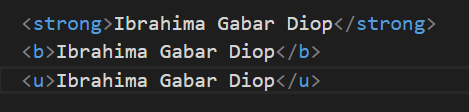 <strong>Ibrahima Gabar Diop</strong>
<b>Ibrahima Gabar Diop</b>
<u>Ibrahima Gabar Diop</u>